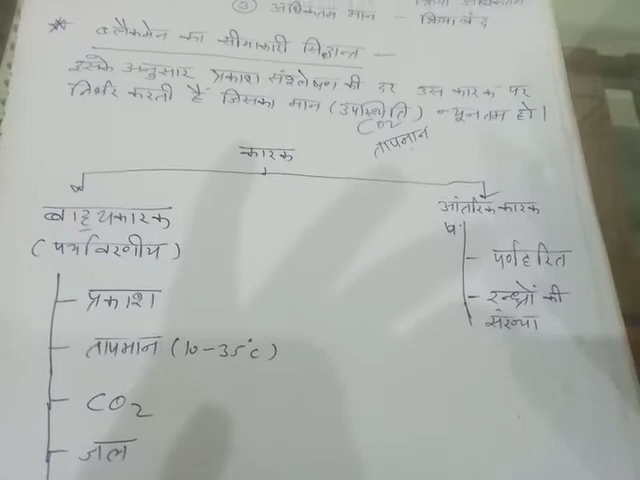 ③ अधिकतम मान - क्रिया बंद
* ब्लैकमेन का सीमाकारी सिद्धान्त -
इसके अनुसार प्रकाश संश्लेषण की दर उस कारक पर
निर्भर करती है जिसका मान (उपस्थिति) न्यूनतम हो।
CO2
तापमान
कारक
बाह्यकारक
(पर्यावरणीय)
प्रकाश
तापमान (10-35°c)
CO2
जल
आंतरिक कारक
पर्णहरित
रन्ध्रों की
संख्या